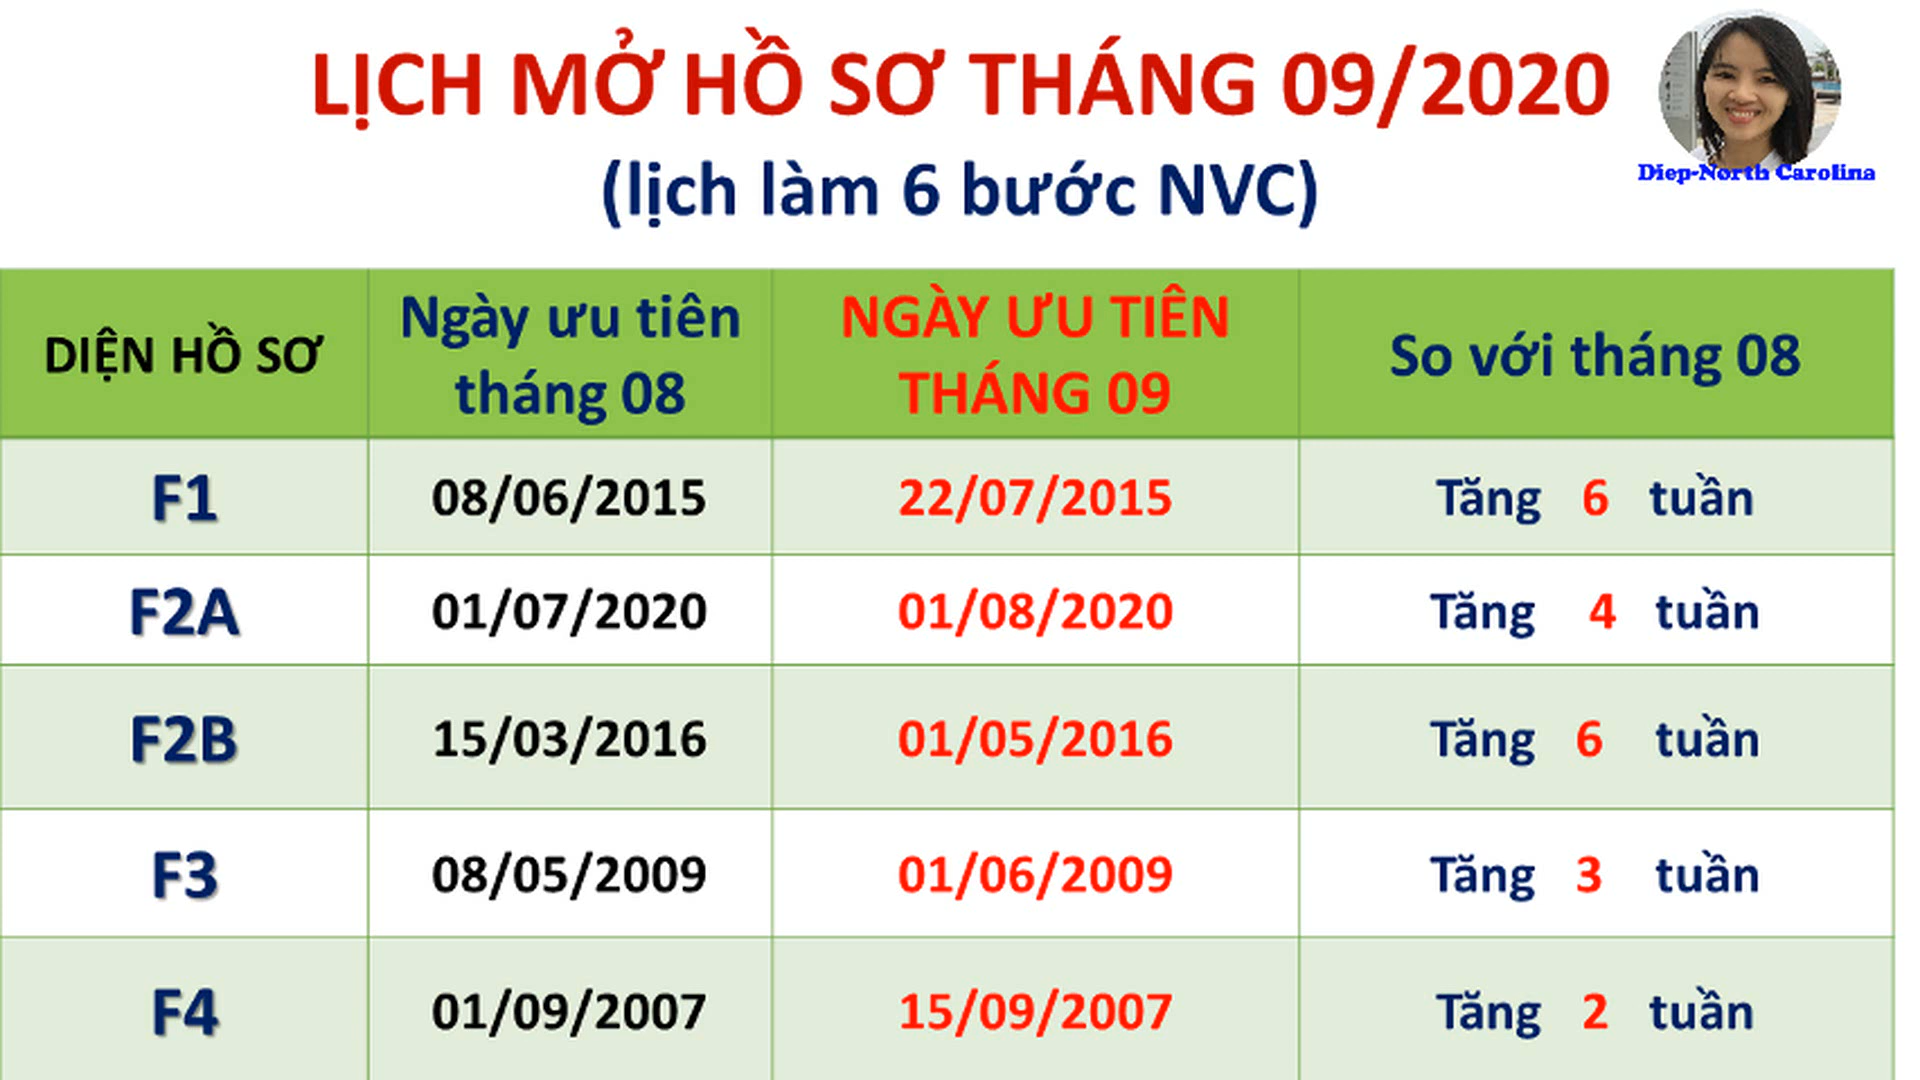 LỊCH MỞ HỒ SƠ THÁNG 09/2020
(lịch làm 6 bước NVC)
Diep-North Carolina
DIỆN HỒ SƠ
Ngày ưu tiên
tháng 08
NGÀY ƯU TIÊN
THÁNG 09
So với tháng 08
F1 08/06/2015 22/07/2015 Tăng 6 tuần
F2A 01/07/2020 01/08/2020 Tăng 4 tuần
F2B 15/03/2016 01/05/2016 Tăng 6 tuần
F3 08/05/2009 01/06/2009 Tăng 3 tuần
F4 01/09/2007 15/09/2007 Tăng 2 tuần